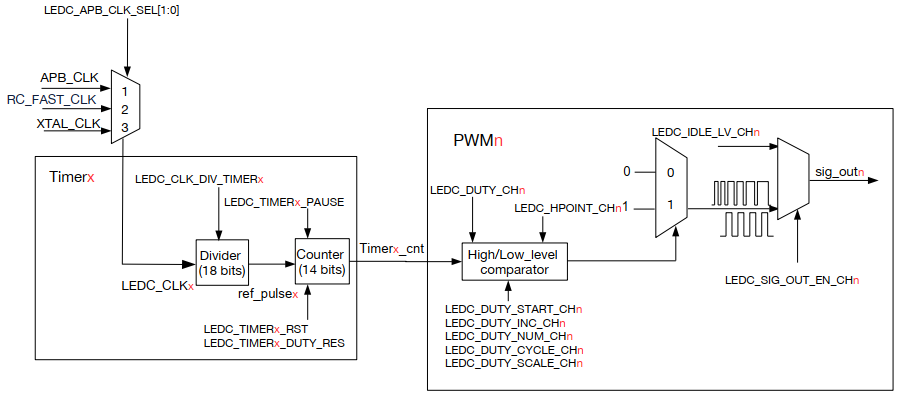 LEDC_APB_CLK_SEL[1:0]
APB_CLK
RC_FAST_CLK
XTAL_CLK
1
2
3
Timerx
LEDC_CLK_DIV_TIMERx
LEDC_TIMERx_PAUSE
Divider
(18 bits)
Counter
(14 bits)
LEDC_CLKx
ref_pulsex
LEDC_TIMERx_RST
LEDC_TIMERx_DUTY_RES
Timerx_cnt
PWMn
LEDC_DUTY_CHn
LEDC_HPOINT_CHn
High/Low_level
comparator
LEDC_DUTY_START_CHn
LEDC_DUTY_INC_CHn
LEDC_DUTY_NUM_CHn
LEDC_DUTY_CYCLE_CHn
LEDC_DUTY_SCALE_CHn
0
1
0
1
LEDC_IDLE_LV_CHn
sig_outn
LEDC_SIG_OUT_EN_CHn